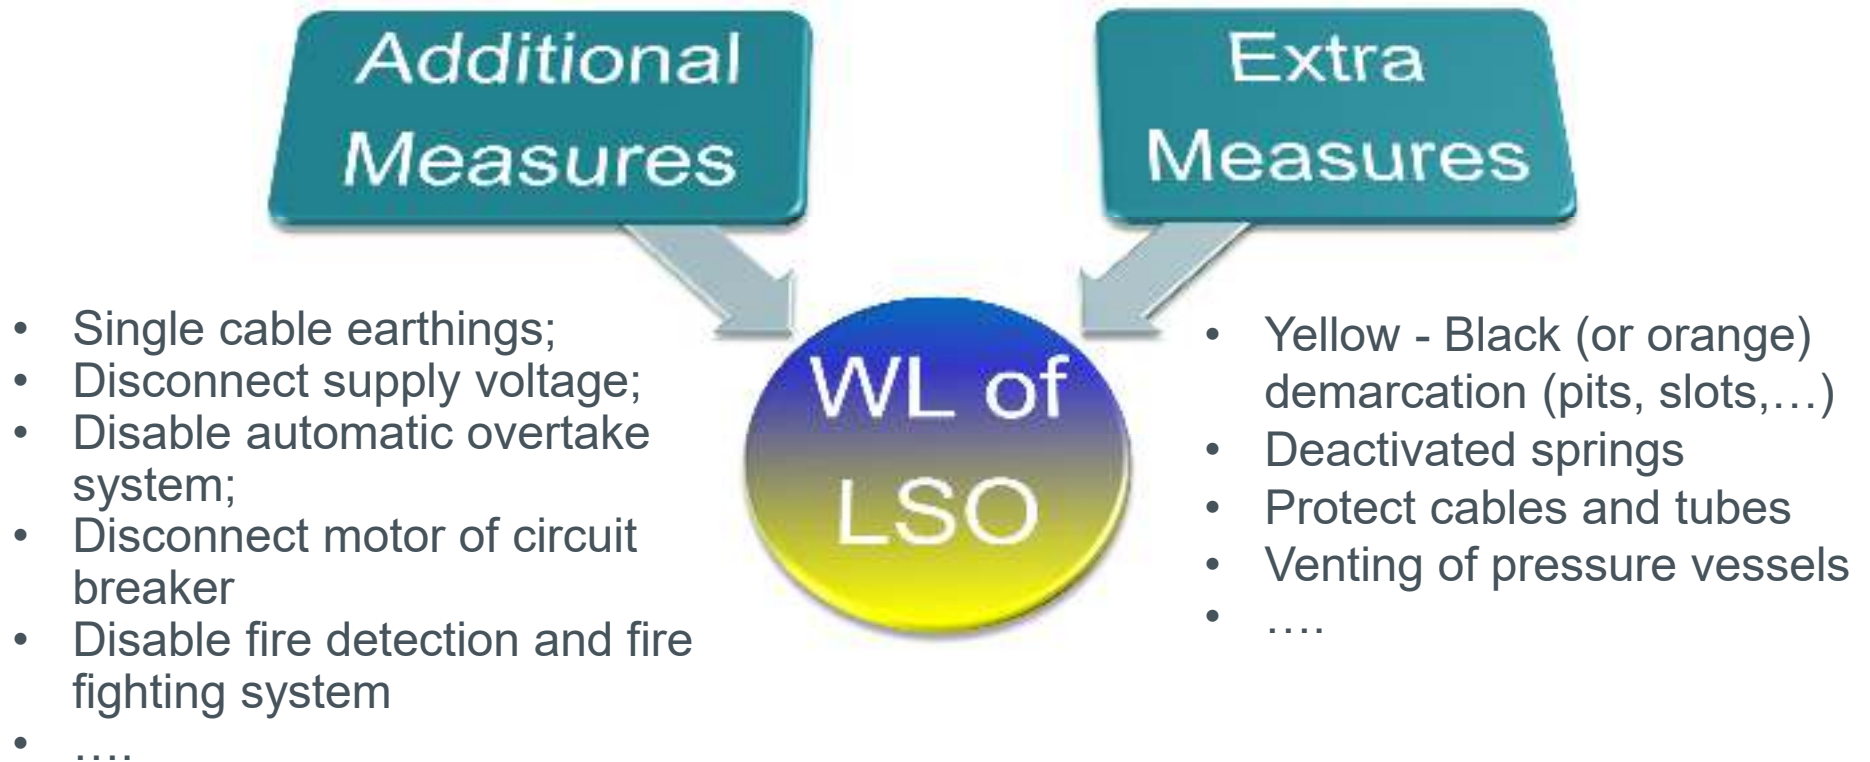 Additional
Measures
Extra
Measures
WL of
LSO
• Single cable earthings;
• Disconnect supply voltage;
• Disable automatic overtake
system;
• Disconnect motor of circuit
breaker
• Disable fire detection and fire
fighting system
• ….
• Yellow - Black (or orange)
demarcation (pits, slots,…)
• Deactivated springs
• Protect cables and tubes
• Venting of pressure vessels
• ….